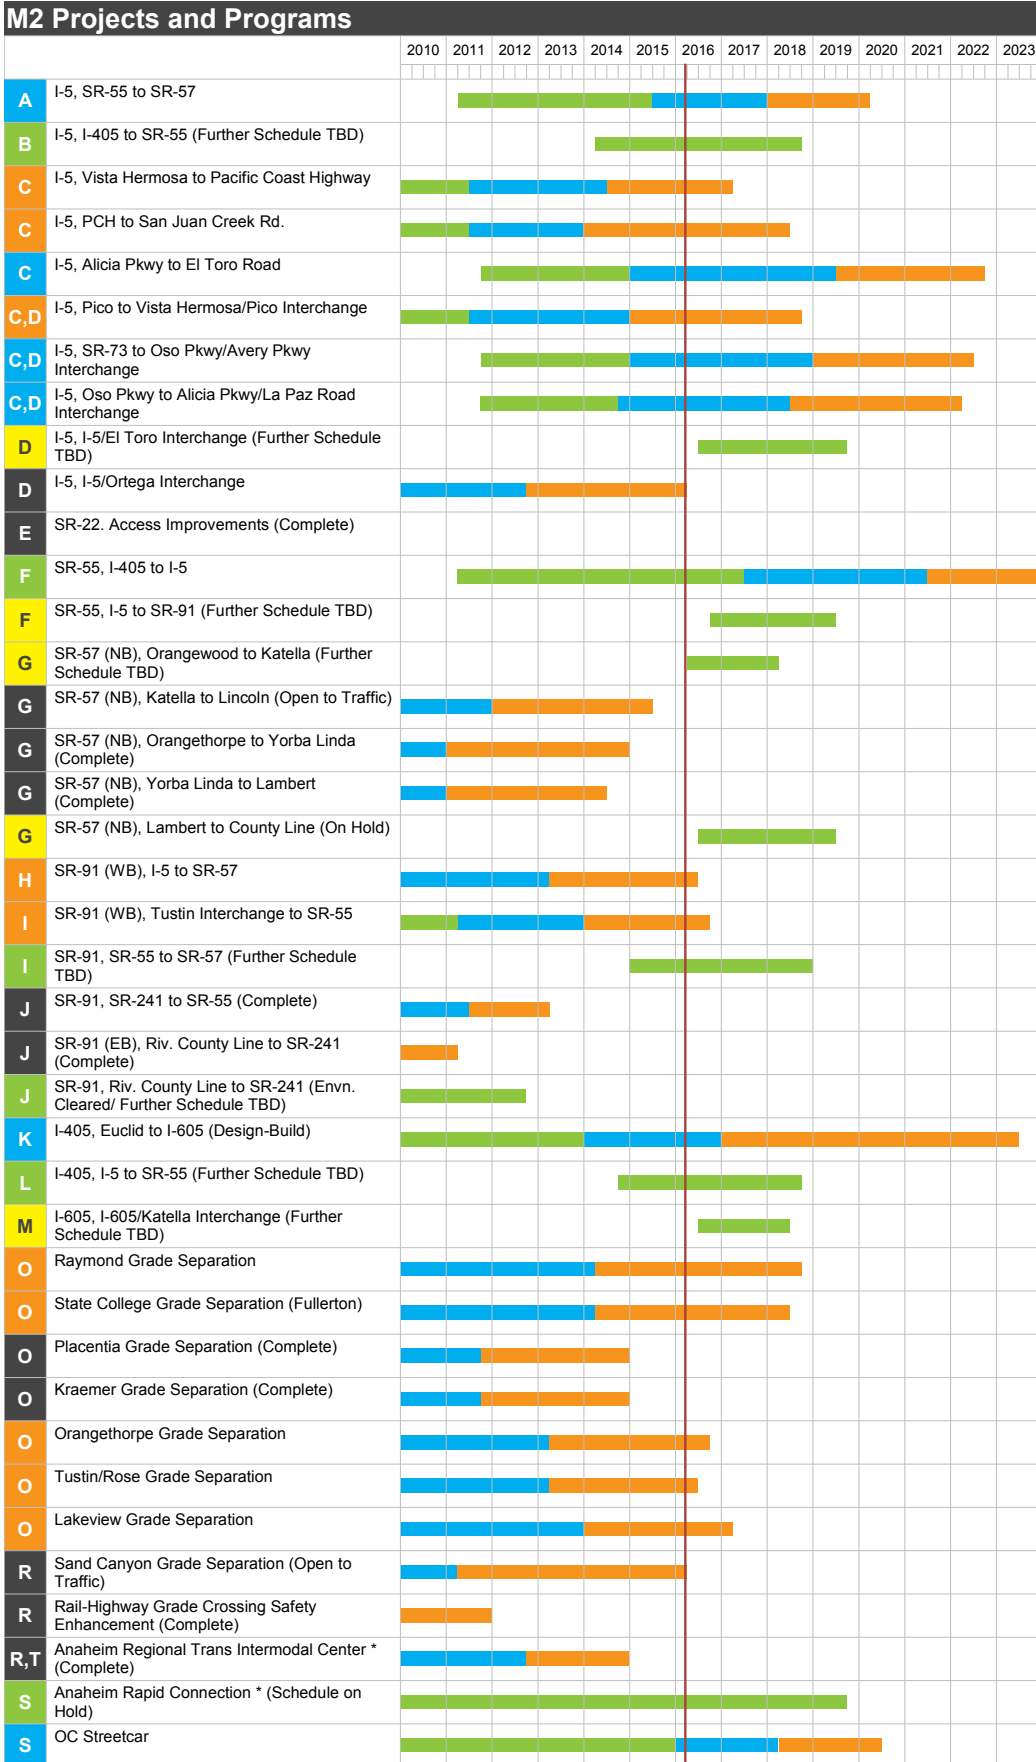 M2 Projects and Programs
2010 2011 2012 2013 2014 2015 2016 2017 2018 2019 2020 2021 2022 2023
A I-5, SR-55 to SR-57
B I-5, I-405 to SR-55 (Further Schedule TBD)
C I-5, Vista Hermosa to Pacific Coast Highway
C I-5, PCH to San Juan Creek Rd.
C I-5, Alicia Pkwy to El Toro Road
C,D I-5, Pico to Vista Hermosa/Pico Interchange
C,D I-5, SR-73 to Oso Pkwy/Avery Pkwy
Interchange
C,D I-5, Oso Pkwy to Alicia Pkwy/La Paz Road
Interchange
D I-5, I-5/El Toro Interchange (Further Schedule
TBD)
D I-5, I-5/Ortega Interchange
E SR-22. Access Improvements (Complete)
F SR-55, I-405 to I-5
F SR-55, I-5 to SR-91 (Further Schedule TBD)
G SR-57 (NB), Orangewood to Katella (Further
Schedule TBD)
G SR-57 (NB), Katella to Lincoln (Open to Traffic)
G SR-57 (NB), Orangethorpe to Yorba Linda
(Complete)
G SR-57 (NB), Yorba Linda to Lambert
(Complete)
G SR-57 (NB), Lambert to County Line (On Hold)
H SR-91 (WB), I-5 to SR-57
I SR-91 (WB), Tustin Interchange to SR-55
I SR-91, SR-55 to SR-57 (Further Schedule
TBD)
J SR-91, SR-241 to SR-55 (Complete)
J SR-91 (EB), Riv. County Line to SR-241
(Complete)
J SR-91, Riv. County Line to SR-241 (Envn.
Cleared/ Further Schedule TBD)
K I-405, Euclid to I-605 (Design-Build)
L I-405, I-5 to SR-55 (Further Schedule TBD)
M I-605, I-605/Katella Interchange (Further
Schedule TBD)
O Raymond Grade Separation
O State College Grade Separation (Fullerton)
O Placentia Grade Separation (Complete)
O Kraemer Grade Separation (Complete)
O Orangethorpe Grade Separation
O Tustin/Rose Grade Separation
O Lakeview Grade Separation
R Sand Canyon Grade Separation (Open to
Traffic)
R Rail-Highway Grade Crossing Safety
Enhancement (Complete)
R,T Anaheim Regional Trans Intermodal Center *
(Complete)
S Anaheim Rapid Connection * (Schedule on
Hold)
S OC Streetcar